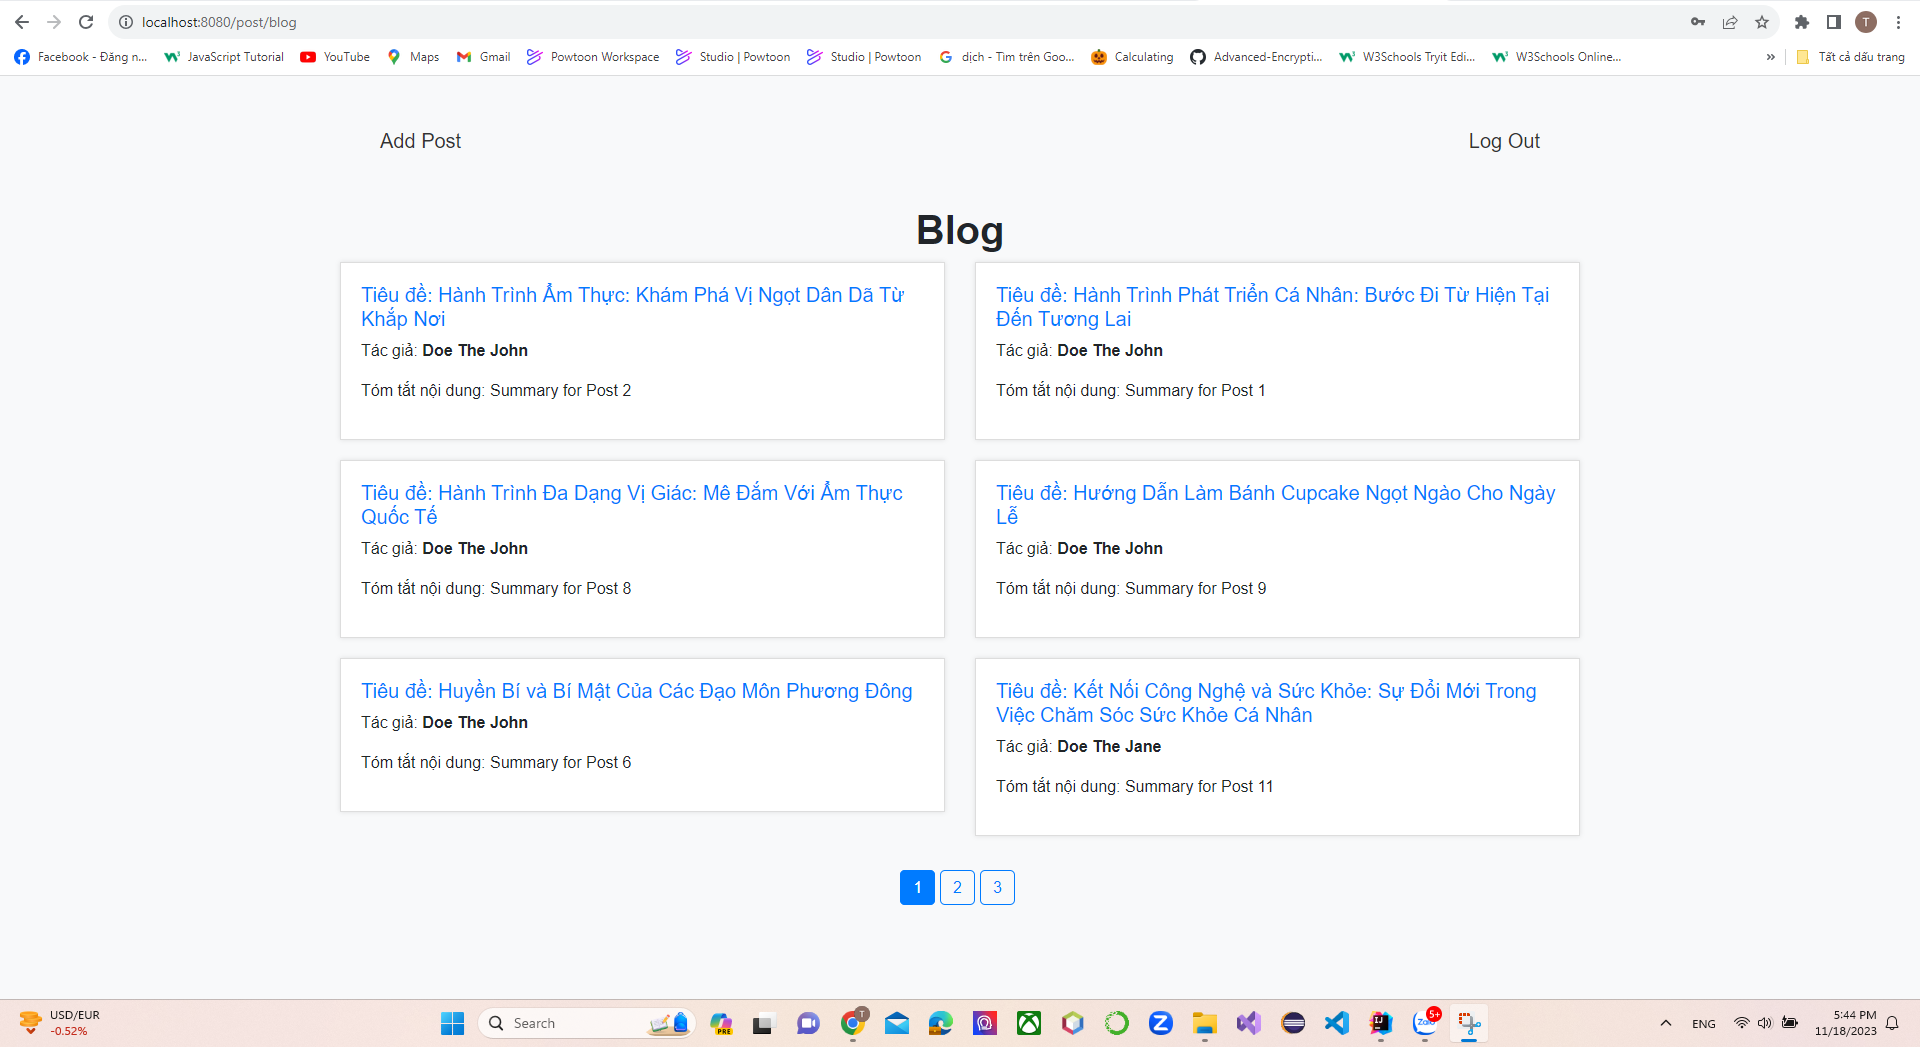 localhost:8080/post/blog
T
Facebook - Đăng n...
JavaScript Tutorial
YouTube
Maps
Gmail
Powtoon Workspace
Studio | Powtoon
Studio | Powtoon
dịch - Tìm trên Goo...
Calculating
Advanced-Encrypti...
W3Schools Tryit Edi...
W3Schools Online...
»
Tất cả dấu trang
Add Post
Log Out
Blog
Tiêu đề: Hành Trình Ẩm Thực: Khám Phá Vị Ngọt Dân Dã Từ
Khắp Nơi
Tác giả: Doe The John
Tóm tắt nội dung: Summary for Post 2
Tiêu đề: Hành Trình Phát Triển Cá Nhân: Bước Đi Từ Hiện Tại
Đến Tương Lai
Tác giả: Doe The John
Tóm tắt nội dung: Summary for Post 1
Tiêu đề: Hành Trình Đa Dạng Vị Giác: Mê Đắm Với Ẩm Thực
Quốc Tế
Tác giả: Doe The John
Tóm tắt nội dung: Summary for Post 8
Tiêu đề: Hướng Dẫn Làm Bánh Cupcake Ngọt Ngào Cho Ngày
Lễ
Tác giả: Doe The John
Tóm tắt nội dung: Summary for Post 9
Tiêu đề: Huyền Bí và Bí Mật Của Các Đạo Môn Phương Đông
Tác giả: Doe The John
Tóm tắt nội dung: Summary for Post 6
Tiêu đề: Kết Nối Công Nghệ và Sức Khỏe: Sự Đổi Mới Trong
Việc Chăm Sóc Sức Khỏe Cá Nhân
Tác giả: Doe The Jane
Tóm tắt nội dung: Summary for Post 11
1 2 3
USD/EUR
-0.52%
Search
PRE
T
Z
IJ
Zalo
5+
ENG
5:44 PM
11/18/2023